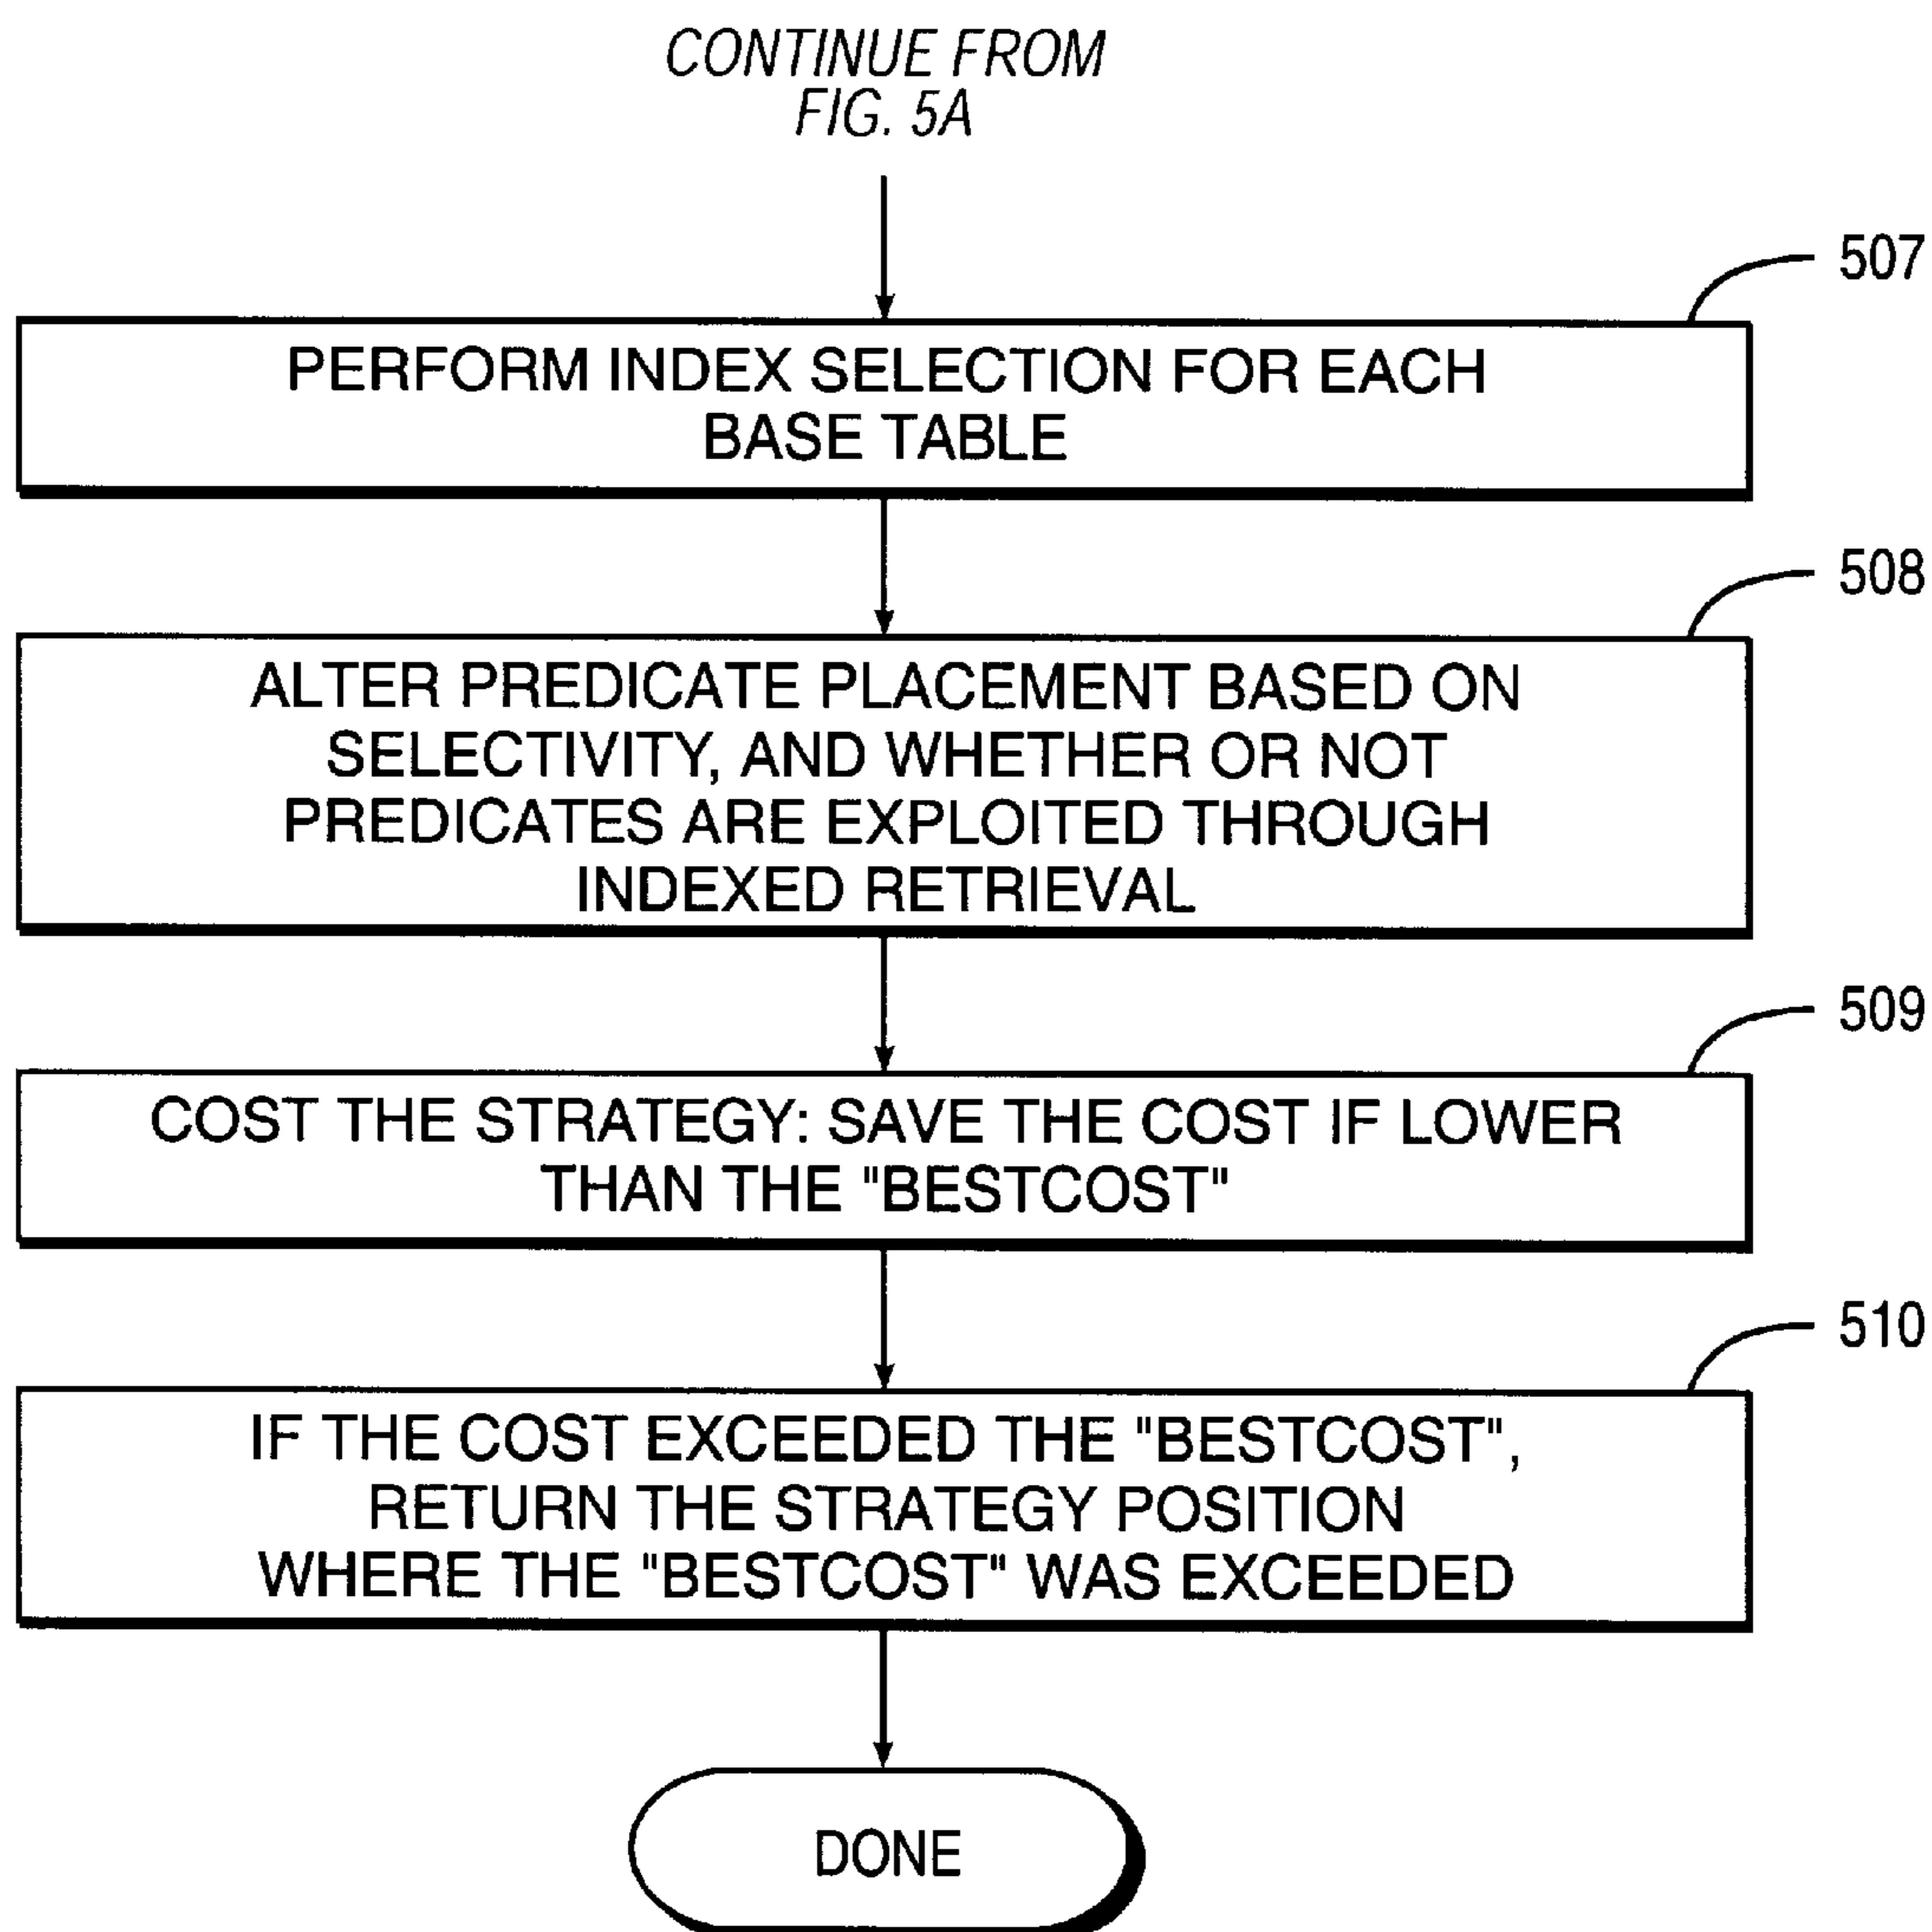 CONTINUE FROM
FIG. 5A
507
PERFORM INDEX SELECTION FOR EACH
BASE TABLE
508
ALTER PREDICATE PLACEMENT BASED ON
SELECTIVITY, AND WHETHER OR NOT
PREDICATES ARE EXPLOITED THROUGH
INDEXED RETRIEVAL
509
COST THE STRATEGY: SAVE THE COST IF LOWER
THAN THE "BESTCOST"
510
IF THE COST EXCEEDED THE "BESTCOST",
RETURN THE STRATEGY POSITION
WHERE THE "BESTCOST" WAS EXCEEDED
DONE